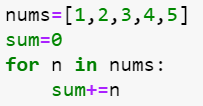 nums=[1,2,3,4,5]
sum=0
for n in nums:
    sum+=n